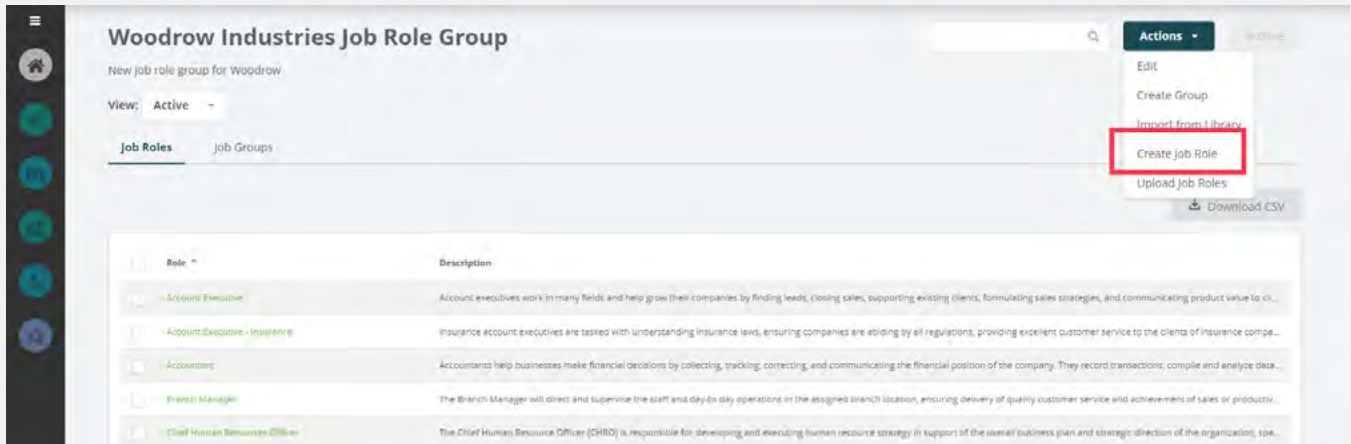 Woodrow Industries Job Role Group
Actions
New job role group for Woodrow
Edit
Create Group
View: Active
Import from Library
Job Roles Job Groups
Create Job Role
Upload Job Roles
Download CSV
Role Description
Account Executive Account executives work in many fields and help grow their companies by finding leads, closing sales, supporting existing clients, formulating sales strategies, and communicating product value to cli...
Account Executive - Insurance Insurance account executives are tasked with understanding insurance laws, ensuring companies are abiding by all regulations, providing excellent customer service to the clients of insurance compa...
Accountant Accountants help businesses make financial decisions by collecting, tracking, correcting, and communicating the financial position of the company. They record transactions, compile and analyze data...
Branch Manager The Branch Manager will direct and supervise the staff and day-to day operations in the assigned branch location, ensuring delivery of quality customer service and achievement of sales or productiv...
Chief Human Resources Officer The Chief Human Resource Officer (CHRO) is responsible for developing and executing human resource strategy in support of the overall business plan and strategic direction of the organization, spe...